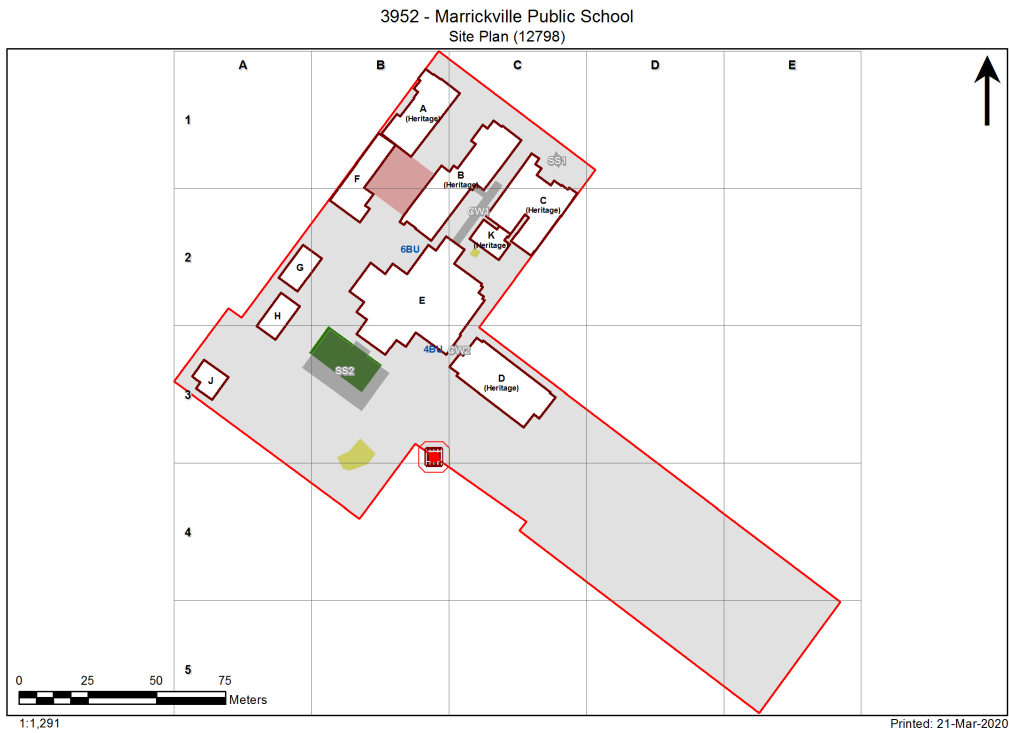 3952 - Marrickville Public School
Site Plan (12798)
A B C D E
1
A
(Heritage)
SS1
F
B
(Heritage)
C
(Heritage)
CW1
K
(Heritage)
6BU
2
G
E
H
4BU CW2
SS2
J
D
(Heritage)
3
4
5
0 25 50 75
Meters
1:1,291
Printed: 21-Mar-2020